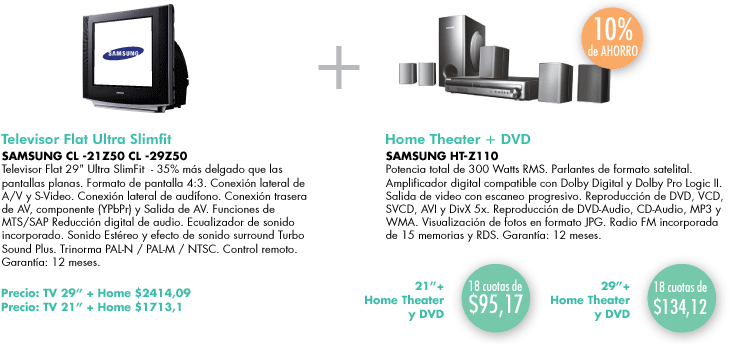 SAMSUNG
10%
de AHORRO
Televisor Flat Ultra Slimfit
SAMSUNG CL -21Z50 CL -29Z50
Televisor Flat 29" Ultra SlimFit - 35% más delgado que las
pantallas planas. Formato de pantalla 4:3. Conexión lateral de
A/V y S-Video. Conexión lateral de audífono. Conexión trasera
de AV, componente (YPbPr) y Salida de AV. Funciones de
MTS/SAP Reducción digital de audio. Ecualizador de sonido
incorporado. Sonido Estéreo y efecto de sonido surround Turbo
Sound Plus. Trinorma PAL-N / PAL-M / NTSC. Control remoto.
Garantía: 12 meses.
Precio: TV 29” + Home $2414,09
Precio: TV 21” + Home $1713,1
Home Theater + DVD
SAMSUNG HT-Z110
Potencia total de 300 Watts RMS. Parlantes de formato satelital.
Amplificador digital compatible con Dolby Digital y Dolby Pro Logic II.
Salida de video con escaneo progresivo. Reproducción de DVD, VCD,
SVCD, AVI y DivX 5x. Reproducción de DVD-Audio, CD-Audio, MP3 y
WMA. Visualización de fotos en formato JPG. Radio FM incorporada
de 15 memorias y RDS. Garantía: 12 meses.
21”+
Home Theater
y DVD
18 cuotas de
$95,17
29”+
Home Theater
y DVD
18 cuotas de
$134,12